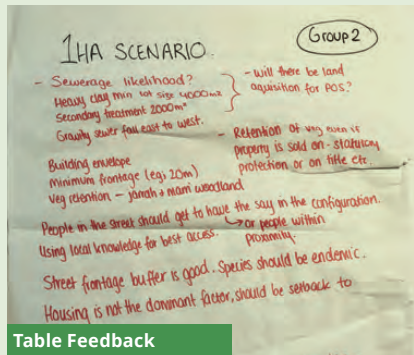 Group 2
1HA SCENARIO.
- Sewerage likelihood?
Heavy clay min lot size 4000m²
Secondary treatment 2000m²
Gravity sewer fall east to west.
- Will there be land
aquisition for POS?
- Retention of veg even if
property is sold on - statutory
protection or on title etc.
Building envelope
minimum frontage (eg, 20m)
Veg retention - jarrah + marri woodland
People in the street should get to have the say in the configuration.
↳ or people within
proximity.
Using local knowledge for best access.
Street frontage buffer is good. Species should be endemic.
Housing is not the dominant factor, should be setback to
Table Feedback